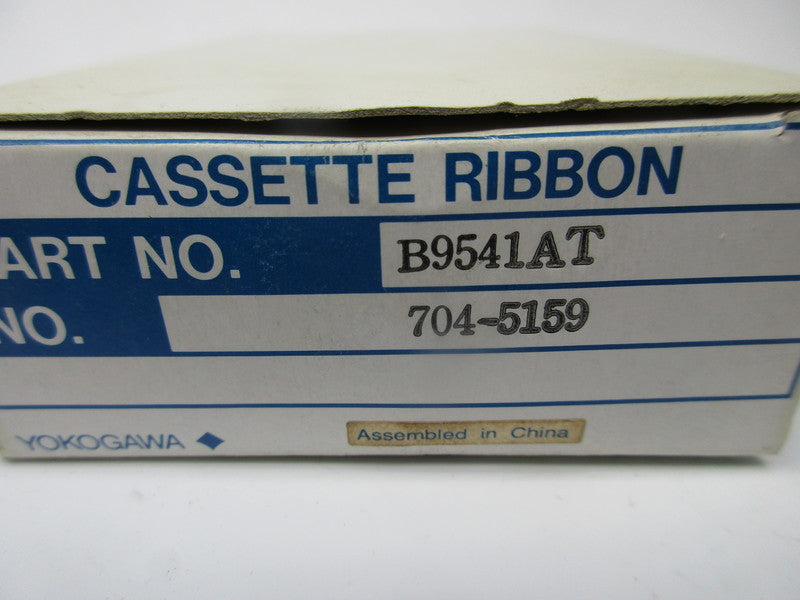 CASSETTE RIBBON
ART NO. B9541AT
NO. 704-5159
YOKOGAWA
Assembled in China